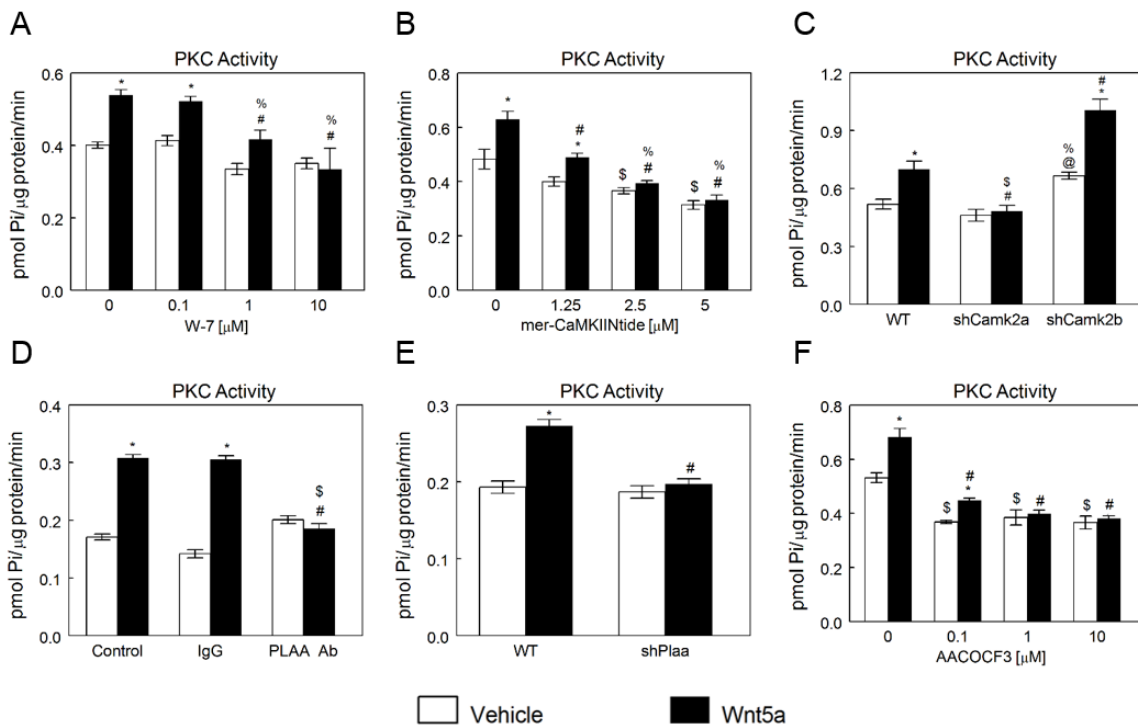 A
PKC Activity
pmol Pi/μg protein/min
0.6
0.4
0.2
0.0
*
*
%
#
%
#
0
0.1
1
10
W-7 [μM]
B
PKC Activity
pmol Pi/μg protein/min
0.8
0.6
0.4
0.2
0.0
*
#
*
$
%
#
$
%
#
0
1.25
2.5
5
mer-CaMKIINtide [μM]
C
PKC Activity
pmol Pi/μg protein/min
1.2
0.9
0.6
0.3
0.0
*
$
#
%
@
#
*
WT
shCamk2a
shCamk2b
D
PKC Activity
pmol Pi/μg protein/min
0.4
0.3
0.2
0.1
0.0
*
*
$
#
Control
IgG
PLAA Ab
E
PKC Activity
pmol Pi/μg protein/min
0.3
0.2
0.1
0.0
*
#
WT
shPlaa
F
PKC Activity
pmol Pi/μg protein/min
0.8
0.6
0.4
0.2
0.0
*
$
#
*
$
#
$
#
0
0.1
1
10
AACOCF3 [μM]
Vehicle
Wnt5a